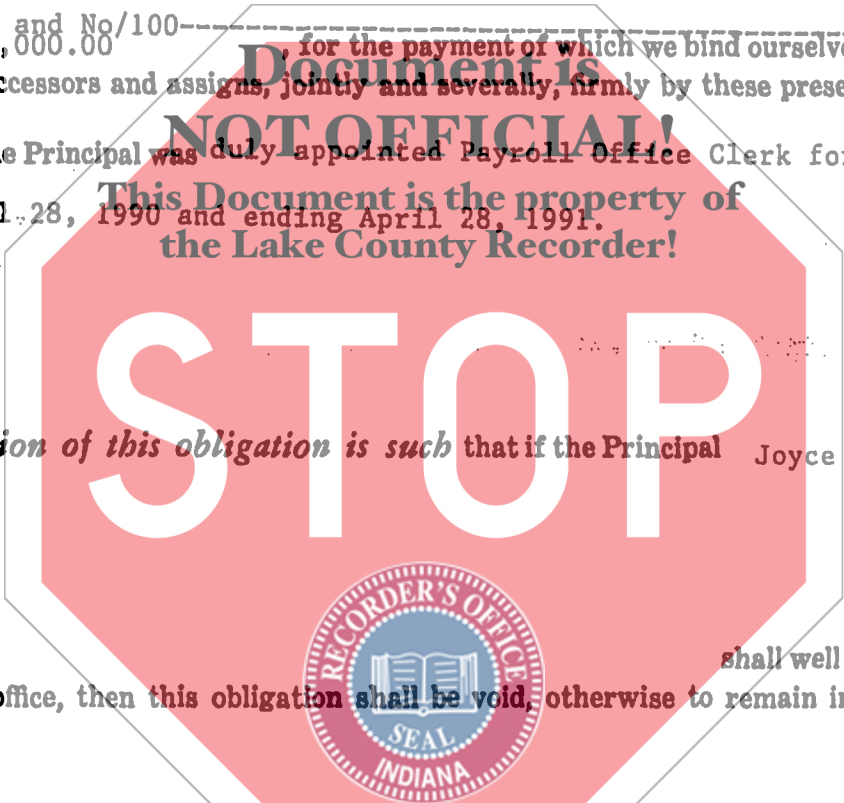 and No/100
,000.00 , for the payment of which we bind ourselve
Document is
ccessors and assigns, jointly and severally, firmly by these prese
NOT OFFICIAL!
e Principal was duly appointed Payroll Office Clerk for
This Document is the property of
l 28, 1990 and ending April 28, 1991.
the Lake County Recorder!
STOP
ion of this obligation is such that if the Principal Joyce
RECORDER'S OFFICE
shall well
office, then this obligation shall be void, otherwise to remain in
SEAL
INDIANA